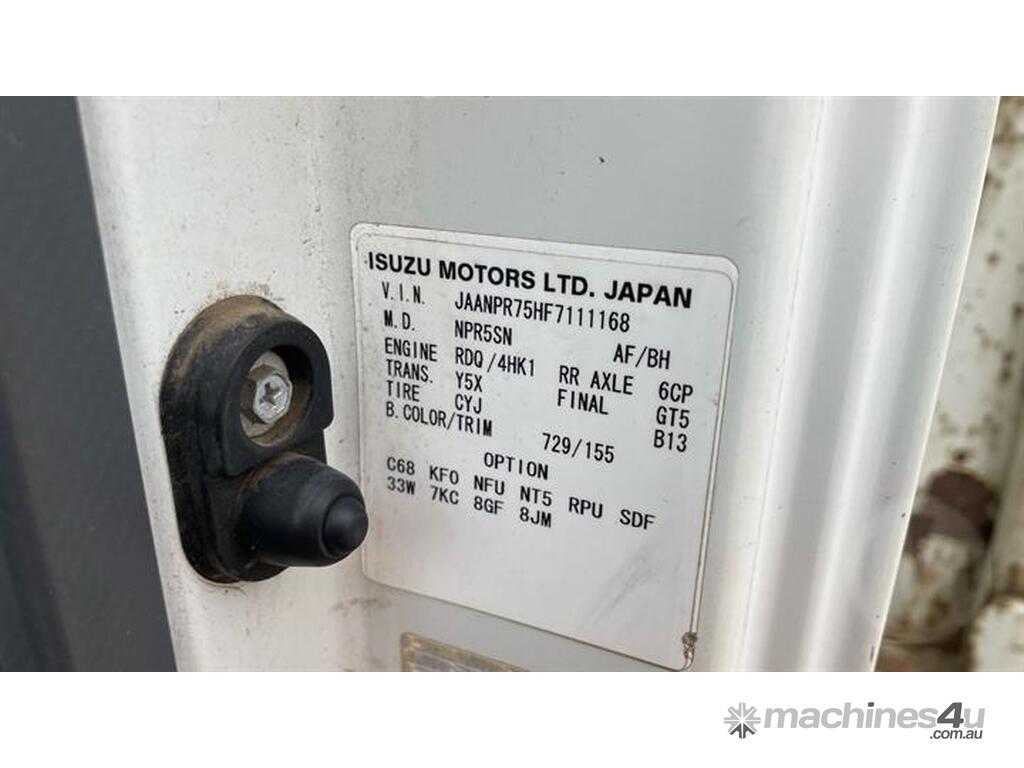 ISUZU MOTORS LTD. JAPAN
V.I.N. JAANPR75HF7111168
M.D. NPR5SN AF/BH
ENGINE RDQ/4HK1 RR AXLE 6CP
TRANS. Y5X FINAL GT5
TIRE CYJ B13
B.COLOR/TRIM 729/155
OPTION
C68 KFO NFU NT5 RPU SDF
33W 7KC 8GF 8JM
machines4u
.com.au